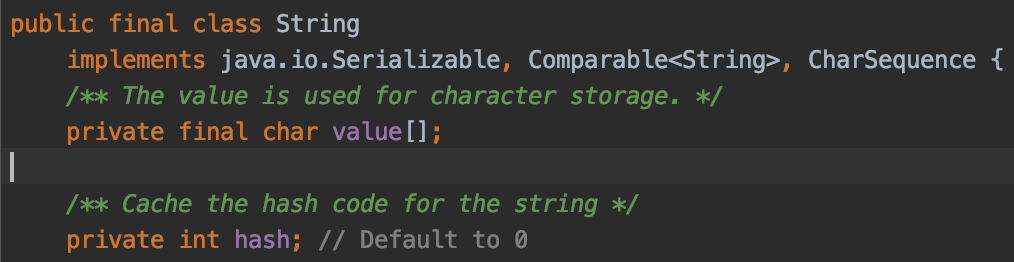 public final class String
implements java.io.Serializable, Comparable<String>, CharSequence {
/** The value is used for character storage. */
private final char value[];
/** Cache the hash code for the string */
private int hash; // Default to 0